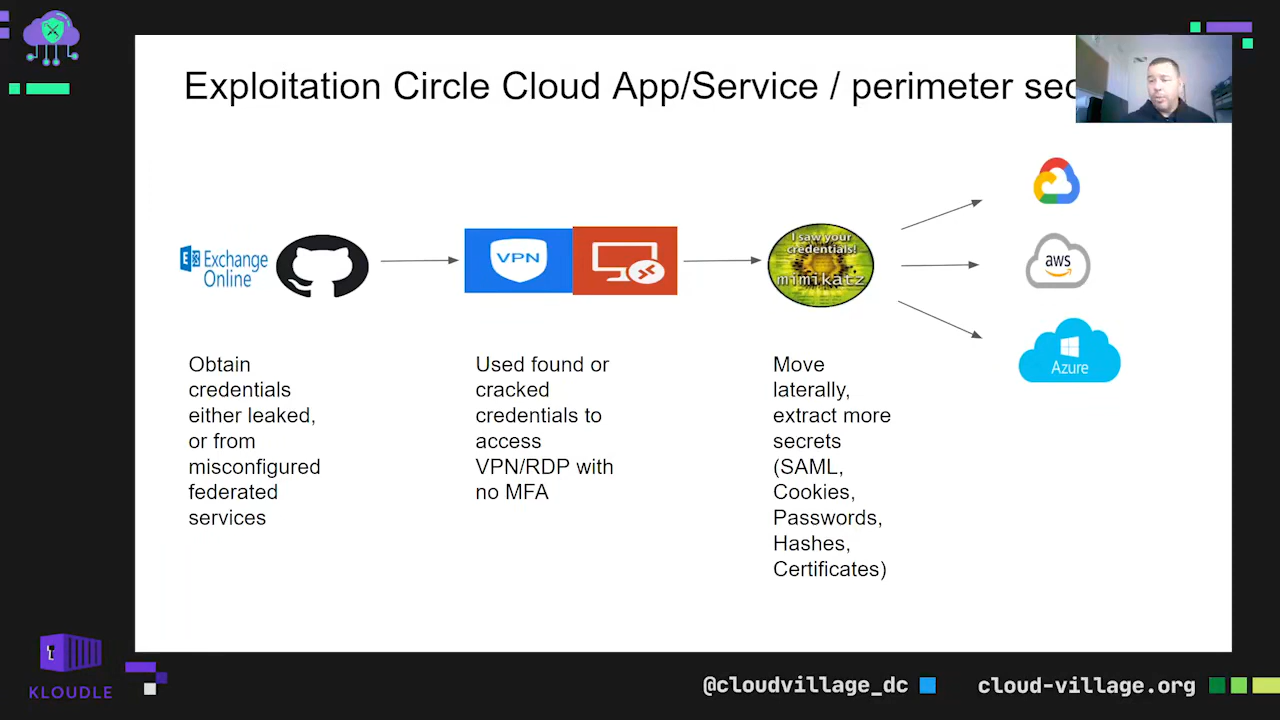 Exploitation Circle Cloud App/Service / perimeter sec
Exchange
Online
VPN
I saw your
credentials!
mimikatz
aws
Azure
Obtain
credentials
either leaked,
or from
misconfigured
federated
services
Used found or
cracked
credentials to
access
VPN/RDP with
no MFA
Move
laterally,
extract more
secrets
(SAML,
Cookies,
Passwords,
Hashes,
Certificates)
KLOUDLE
@cloudvillage_dc
cloud-village.org